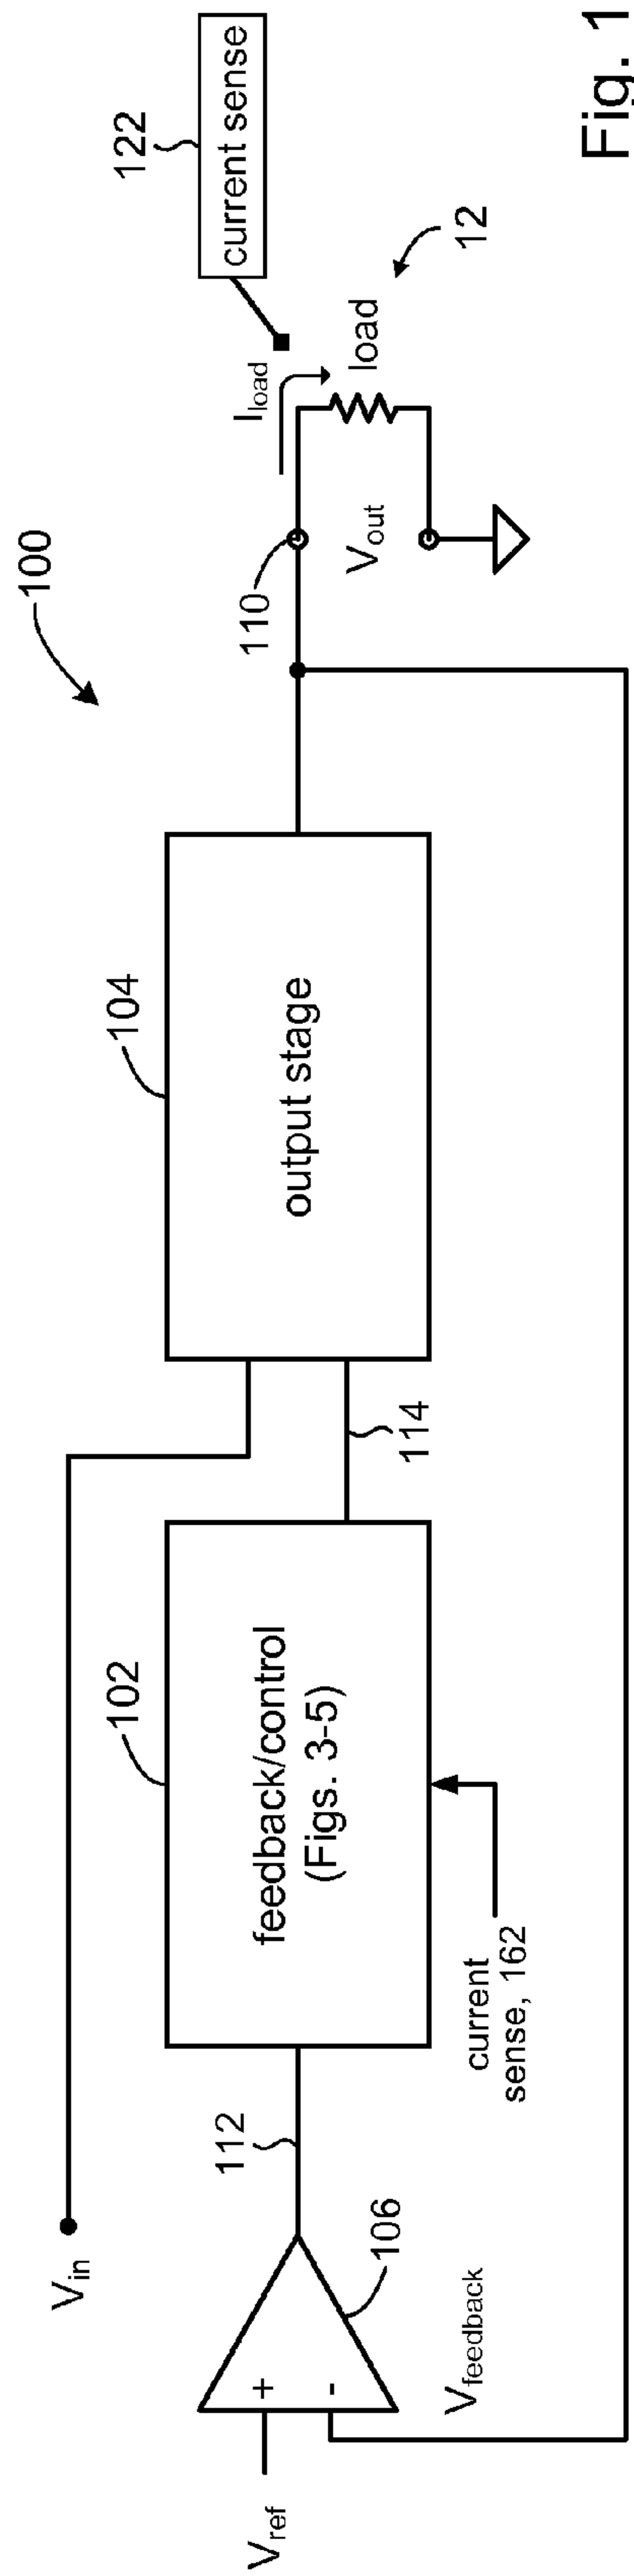 100
V_in
V_ref
+
-
106
V_feedback
112
102
feedback/control
(Figs. 3-5)
current
sense, 162
114
104
output stage
110
V_out
I_load
load
12
122
current sense
Fig. 1